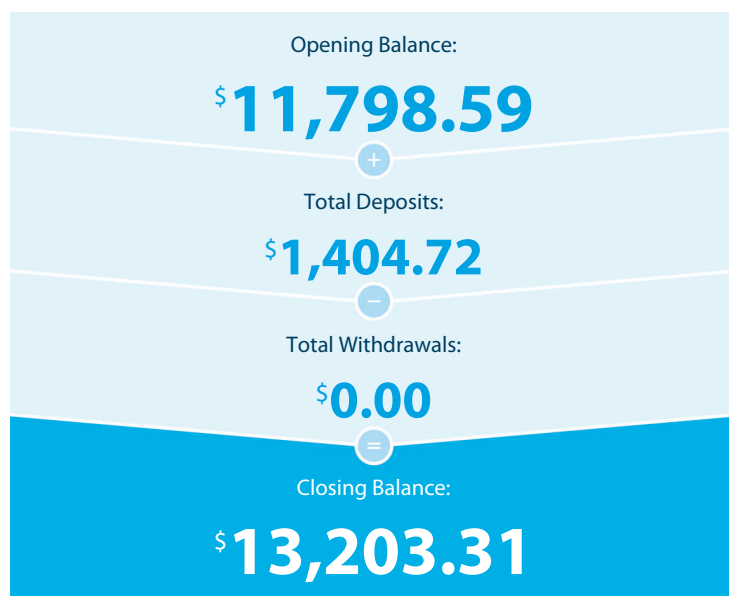 Opening Balance:
$11,798.59
+
Total Deposits:
$1,404.72
−
Total Withdrawals:
$0.00
=
Closing Balance:
$13,203.31